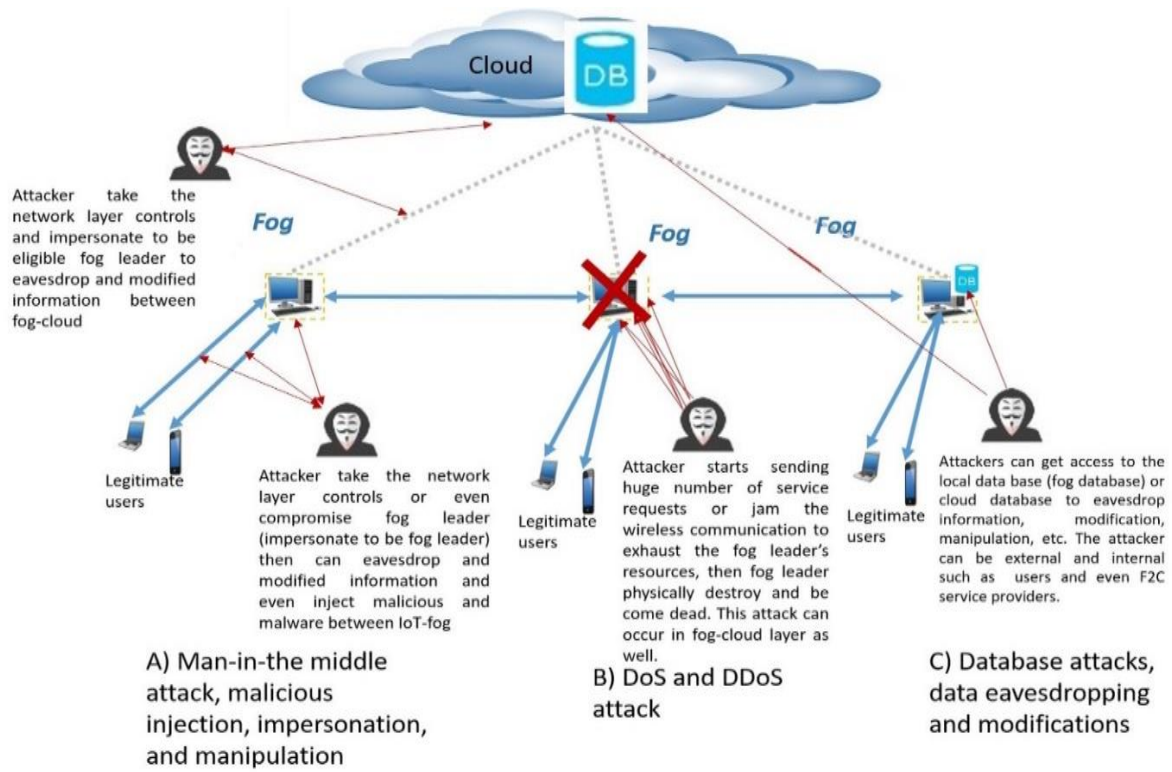 Cloud
DB
Attacker take the
network layer controls
and impersonate to be
eligible fog leader to
eavesdrop and modified
information between
fog-cloud
Fog
Fog
Fog
DB
Legitimate
users
Attacker take the network
layer controls or even
compromise fog leader
(impersonate to be fog leader)
then can eavesdrop and
modified information and
even inject malicious and
malware between IoT-fog
Legitimate
users
Attacker starts sending
huge number of service
requests or jam the
wireless communication to
exhaust the fog leader's
resources, then fog leader
physically destroy and be
come dead. This attack can
occur in fog-cloud layer as
well.
Legitimate
users
Attackers can get access to the
local data base (fog database) or
cloud database to eavesdrop
information, modification,
manipulation, etc. The attacker
can be external and internal
such as users and even F2C
service providers.
A) Man-in-the middle
attack, malicious
injection, impersonation,
and manipulation
B) DoS and DDoS
attack
C) Database attacks,
data eavesdropping
and modifications